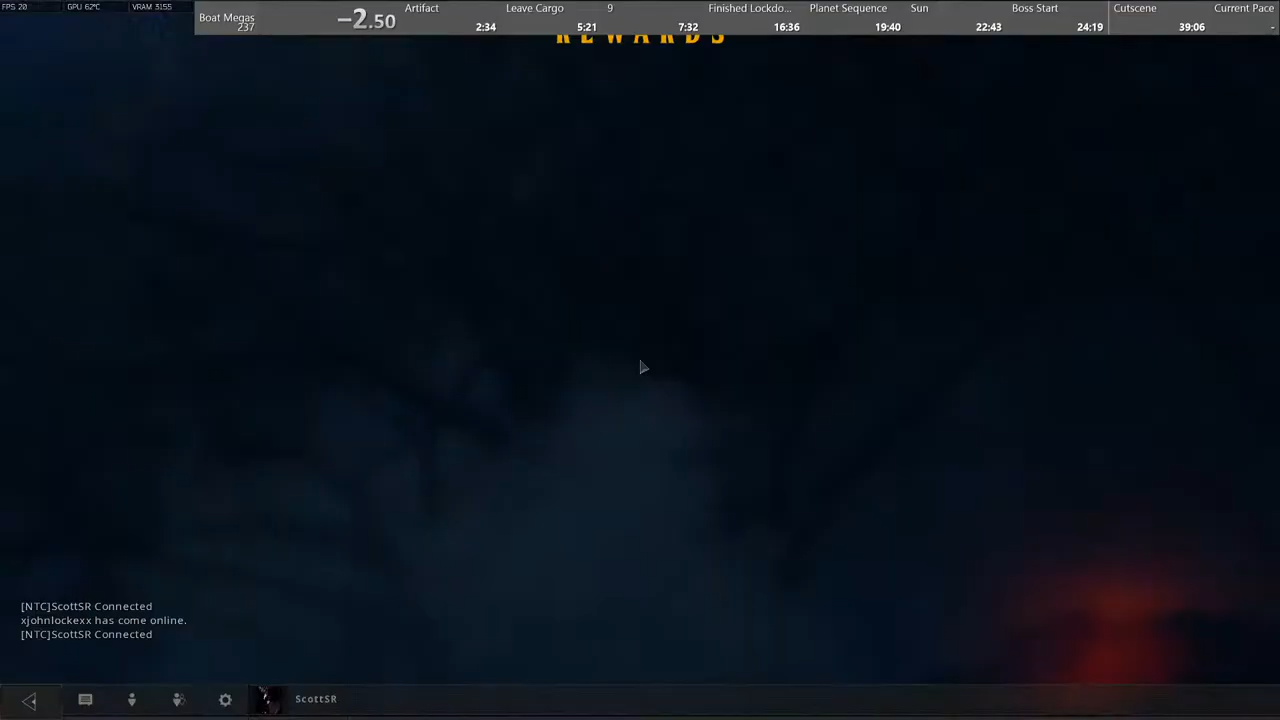 FPS 20 GPU 62°C VRAM 3155
Boat Megas
237
−2.50
Artifact Leave Cargo 9 Finished Lockdo... Planet Sequence Sun Boss Start Cutscene Current Pace
2:34 5:21 7:32 16:36 19:40 22:43 24:19 39:06 -
REWARDS
[NTC]ScottSR Connected
xjohnlockexx has come online.
[NTC]ScottSR Connected
ScottSR